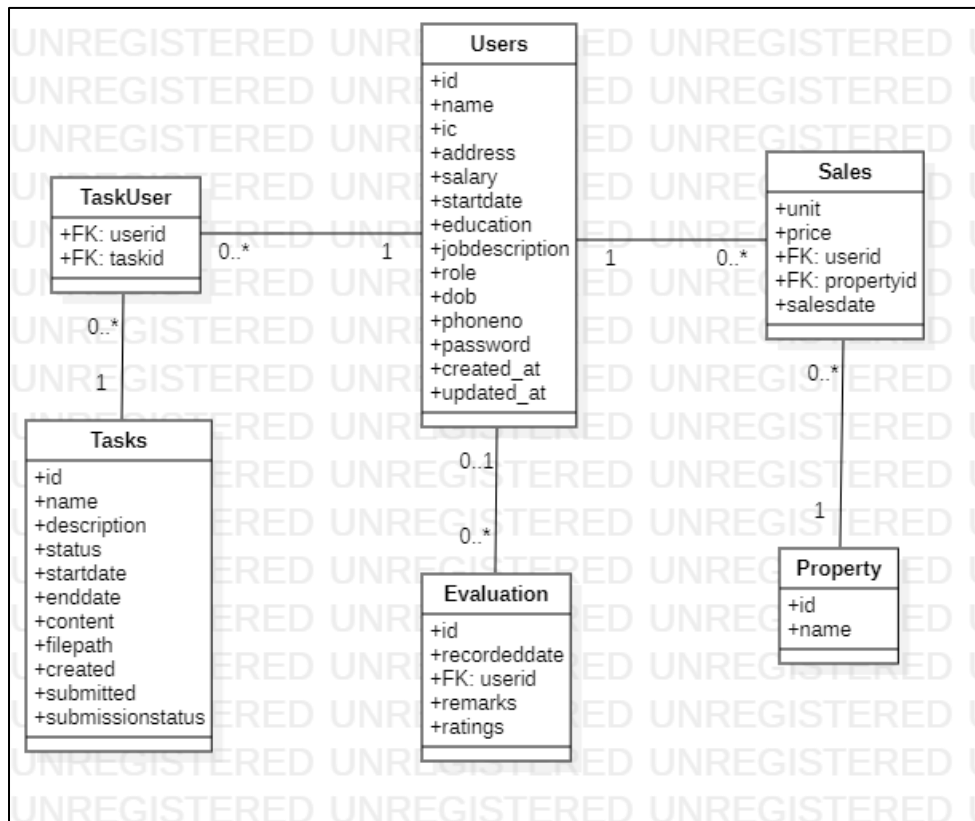 Users
+id
+name
+ic
+address
+salary
+startdate
+education
+jobdescription
+role
+dob
+phoneno
+password
+created_at
+updated_at
TaskUser
+FK: userid
+FK: taskid
0..*
1
Sales
+unit
+price
+FK: userid
+FK: propertyid
+salesdate
1
0..*
0..*
1
Tasks
+id
+name
+description
+status
+startdate
+enddate
+content
+filepath
+created
+submitted
+submissionstatus
0..1
0..*
Evaluation
+id
+recordeddate
+FK: userid
+remarks
+ratings
0..*
1
Property
+id
+name
UNREGISTERED UNREGISTERED UNREGISTERED